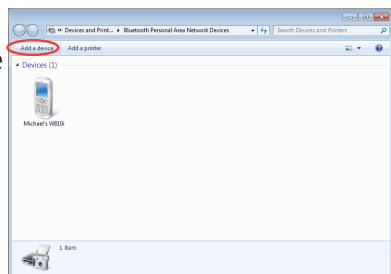 « Devices and Print... ▸ Bluetooth Personal Area Network Devices
Search Devices and Printers
Add a device
Add a printer
Devices (1)
Michael's W810i
1 item